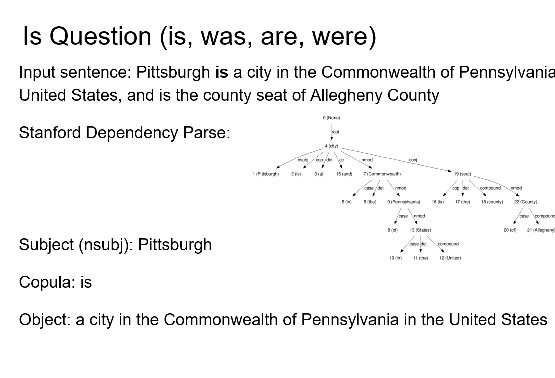 Is Question (is, was, are, were)
Input sentence: Pittsburgh is a city in the Commonwealth of Pennsylvania
United States, and is the county seat of Allegheny County
Stanford Dependency Parse:
0 (None)
root
4 (city)
nsubj cop det cc nmod conj
1 (Pittsburgh) 2 (is) 3 (a) 15 (and) 7 (Commonwealth) 19 (seat)
case det nmod cop det compound nmod
5 (in) 6 (the) 9 (Pennsylvania) 16 (is) 17 (the) 18 (county) 22 (County)
case nmod case compound
8 (of) 13 (States) 20 (of) 21 (Allegheny)
case det compound
10 (in) 11 (the) 12 (United)
Subject (nsubj): Pittsburgh
Copula: is
Object: a city in the Commonwealth of Pennsylvania in the United States